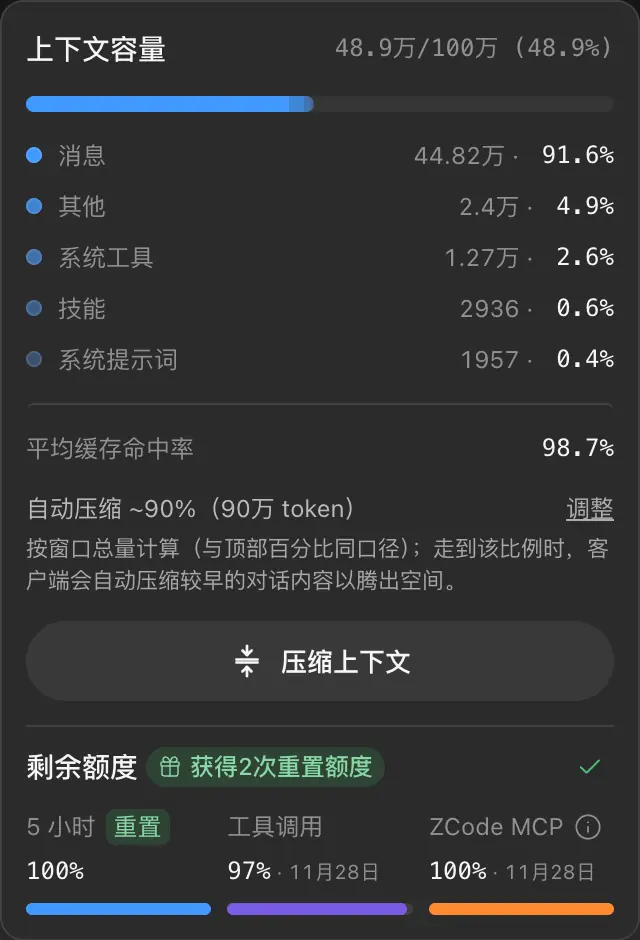 上下文容量 48.9万/100万 (48.9%)
消息 44.82万 · 91.6%
其他 2.4万 · 4.9%
系统工具 1.27万 · 2.6%
技能 2936 · 0.6%
系统提示词 1957 · 0.4%
平均缓存命中率 98.7%
自动压缩 ~90%（90万 token） 调整
按窗口总量计算（与顶部百分比同口径）；走到该比例时，客
户端会自动压缩较早的对话内容以腾出空间。
压缩上下文
剩余额度 获得2次重置额度
5 小时 重置 工具调用 ZCode MCP
100% 97% · 11月28日 100% · 11月28日